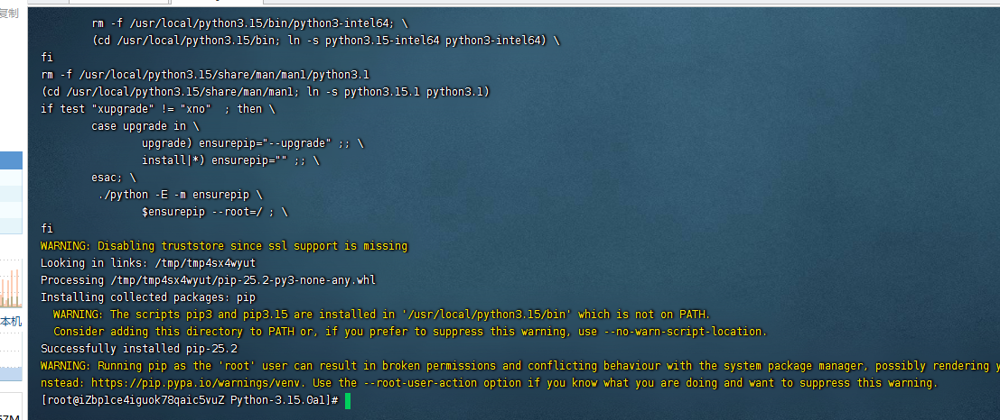 复制
rm -f /usr/local/python3.15/bin/python3-intel64; \
(cd /usr/local/python3.15/bin; ln -s python3.15-intel64 python3-intel64) \
fi
rm -f /usr/local/python3.15/share/man/man1/python3.1
(cd /usr/local/python3.15/share/man/man1; ln -s python3.15.1 python3.1)
if test "xupgrade" != "xno"  ; then \
case upgrade in \
upgrade) ensurepip="--upgrade" ;; \
install|*) ensurepip="" ;; \
esac; \
./python -E -m ensurepip \
$ensurepip --root=/ ; \
fi
WARNING: Disabling truststore since ssl support is missing
Looking in links: /tmp/tmp4sx4wyut
Processing /tmp/tmp4sx4wyut/pip-25.2-py3-none-any.whl
Installing collected packages: pip
WARNING: The scripts pip3 and pip3.15 are installed in '/usr/local/python3.15/bin' which is not on PATH.
Consider adding this directory to PATH or, if you prefer to suppress this warning, use --no-warn-script-location.
Successfully installed pip-25.2
WARNING: Running pip as the 'root' user can result in broken permissions and conflicting behaviour with the system package manager, possibly rendering y
nstead: https://pip.pypa.io/warnings/venv. Use the --root-user-action option if you know what you are doing and want to suppress this warning.
[root@iZbp1ce4iguok78qaic5vuZ Python-3.15.0a1]#
本机
57M